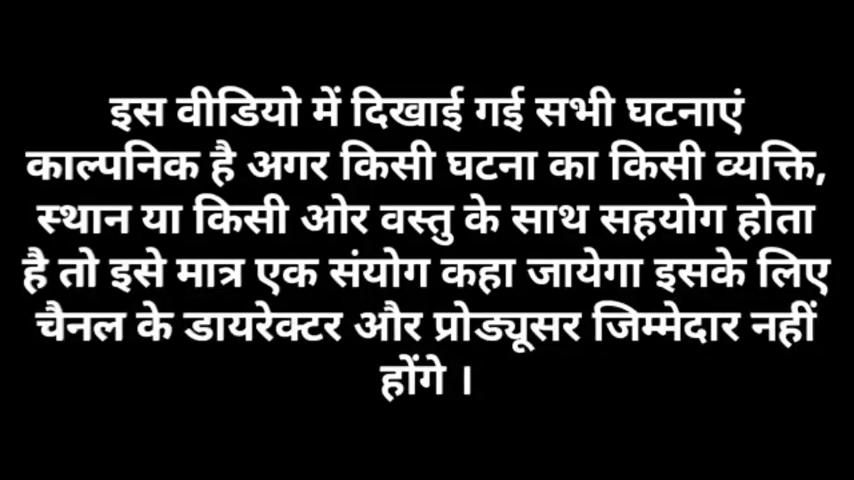 इस वीडियो में दिखाई गई सभी घटनाएं
काल्पनिक है अगर किसी घटना का किसी व्यक्ति,
स्थान या किसी ओर वस्तु के साथ सहयोग होता
है तो इसे मात्र एक संयोग कहा जायेगा इसके लिए
चैनल के डायरेक्टर और प्रोड्यूसर जिम्मेदार नहीं
होंगे ।